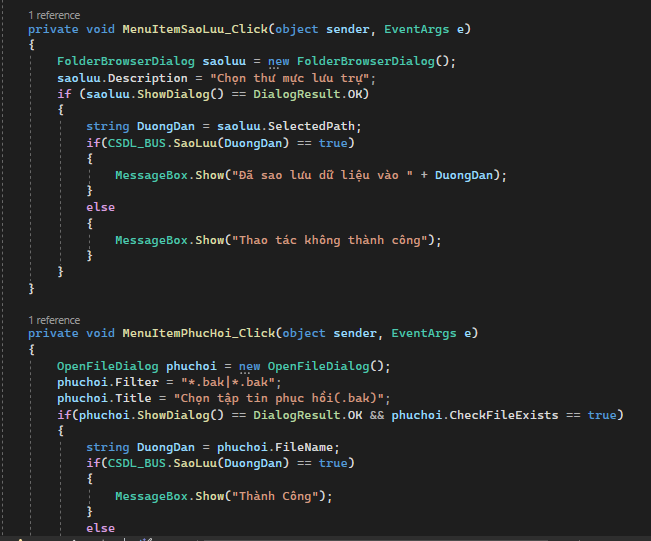 1 reference
private void MenuItemSaoLuu_Click(object sender, EventArgs e)
{
FolderBrowserDialog saoluu = new FolderBrowserDialog();
saoluu.Description = "Chọn thư mực lưu trự";
if (saoluu.ShowDialog() == DialogResult.OK)
{
string DuongDan = saoluu.SelectedPath;
if(CSDL_BUS.SaoLuu(DuongDan) == true)
{
MessageBox.Show("Đã sao lưu dữ liệu vào " + DuongDan);
}
else
{
MessageBox.Show("Thao tác không thành công");
}
}
}
1 reference
private void MenuItemPhucHoi_Click(object sender, EventArgs e)
{
OpenFileDialog phuchoi = new OpenFileDialog();
phuchoi.Filter = "*.bak|*.bak";
phuchoi.Title = "Chọn tập tin phục hồi(.bak)";
if(phuchoi.ShowDialog() == DialogResult.OK && phuchoi.CheckFileExists == true)
{
string DuongDan = phuchoi.FileName;
if(CSDL_BUS.SaoLuu(DuongDan) == true)
{
MessageBox.Show("Thành Công");
}
else